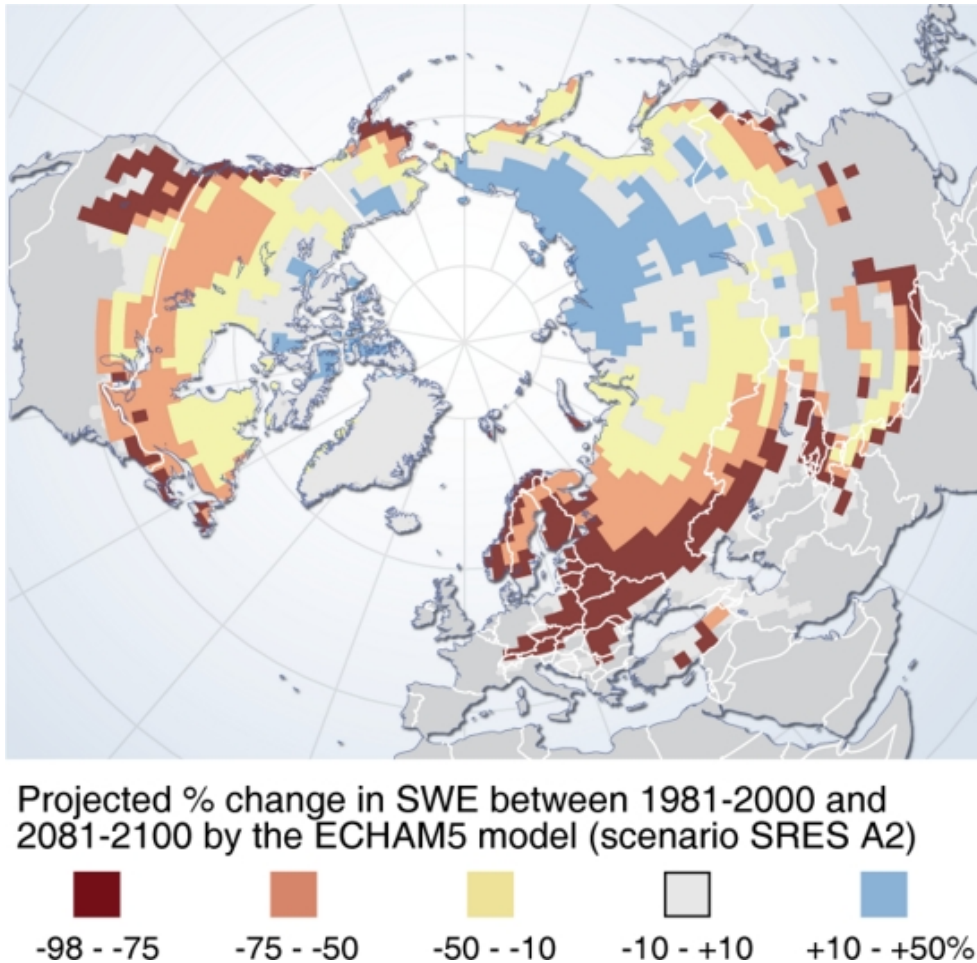 Projected % change in SWE between 1981-2000 and
2081-2100 by the ECHAM5 model (scenario SRES A2)
-98 - -75 -75 - -50 -50 - -10 -10 - +10 +10 - +50%